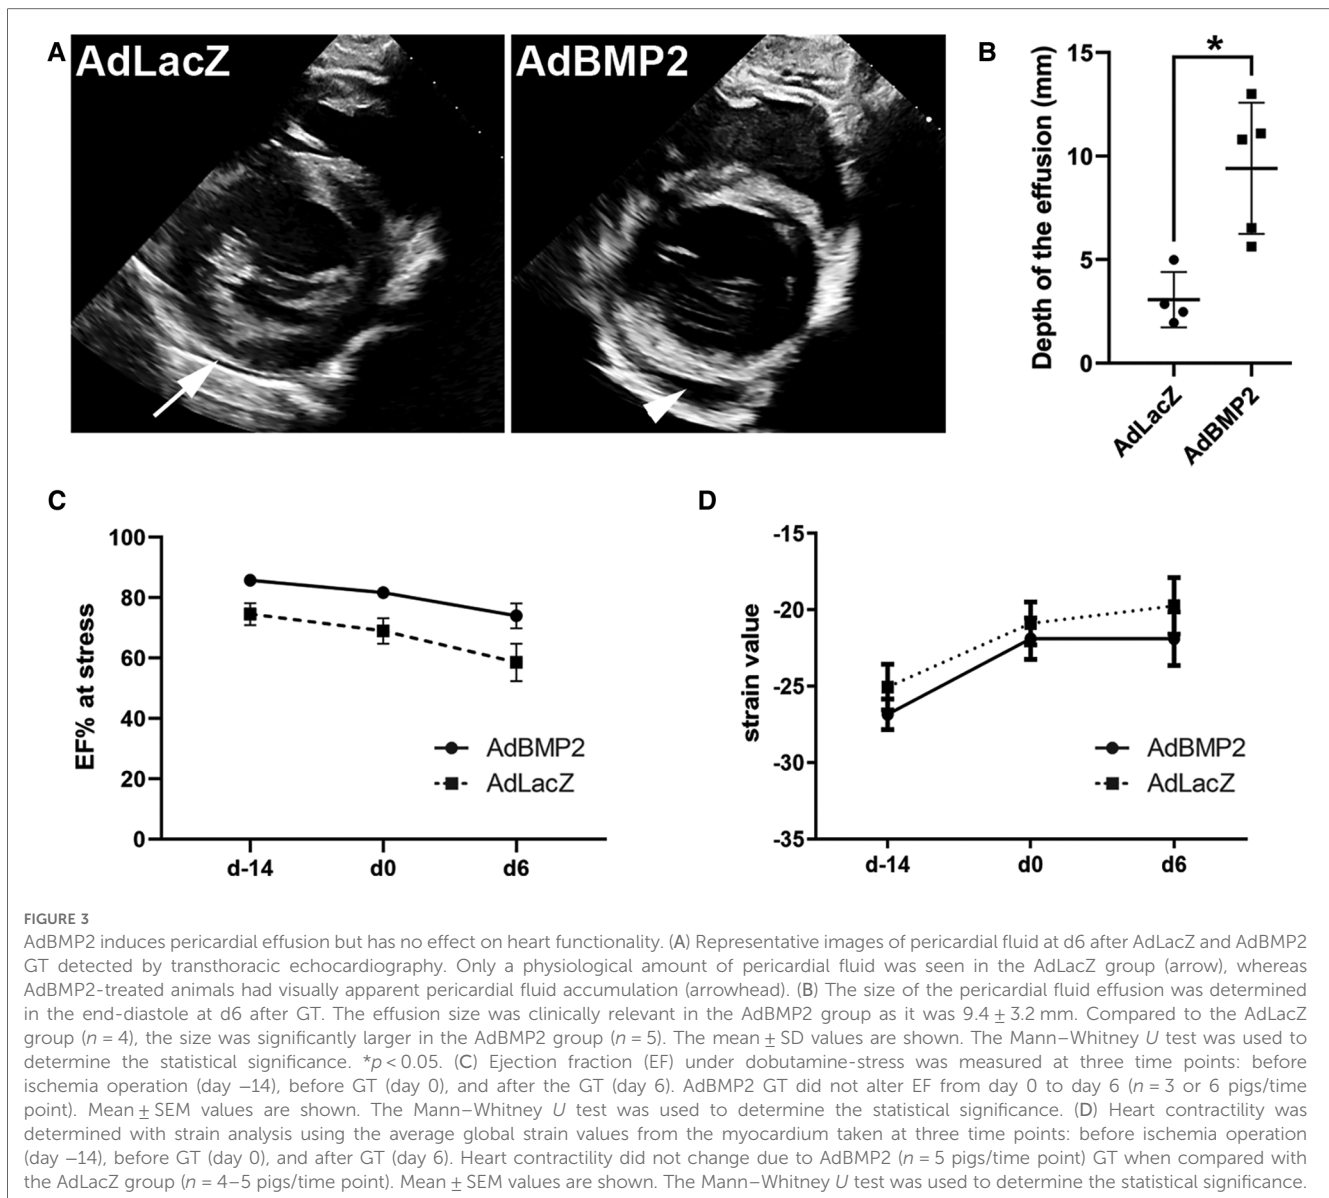 A AdLacZ AdBMP2
B
Depth of the effusion (mm)
15
10
5
0
*
AdLacZ
AdBMP2
C
EF% at stress
100
80
60
40
20
0
d-14 d0 d6
AdBMP2
AdLacZ
D
strain value
-15
-20
-25
-30
-35
d-14 d0 d6
AdBMP2
AdLacZ
FIGURE 3
AdBMP2 induces pericardial effusion but has no effect on heart functionality. (A) Representative images of pericardial fluid at d6 after AdLacZ and AdBMP2
GT detected by transthoracic echocardiography. Only a physiological amount of pericardial fluid was seen in the AdLacZ group (arrow), whereas
AdBMP2-treated animals had visually apparent pericardial fluid accumulation (arrowhead). (B) The size of the pericardial fluid effusion was determined
in the end-diastole at d6 after GT. The effusion size was clinically relevant in the AdBMP2 group as it was 9.4 ± 3.2 mm. Compared to the AdLacZ
group (n = 4), the size was significantly larger in the AdBMP2 group (n = 5). The mean ± SD values are shown. The Mann–Whitney U test was used to
determine the statistical significance. *p < 0.05. (C) Ejection fraction (EF) under dobutamine-stress was measured at three time points: before
ischemia operation (day −14), before GT (day 0), and after the GT (day 6). AdBMP2 GT did not alter EF from day 0 to day 6 (n = 3 or 6 pigs/time
point). Mean ± SEM values are shown. The Mann–Whitney U test was used to determine the statistical significance. (D) Heart contractility was
determined with strain analysis using the average global strain values from the myocardium taken at three time points: before ischemia operation
(day −14), before GT (day 0), and after GT (day 6). Heart contractility did not change due to AdBMP2 (n = 5 pigs/time point) GT when compared with
the AdLacZ group (n = 4–5 pigs/time point). Mean ± SEM values are shown. The Mann–Whitney U test was used to determine the statistical significance.